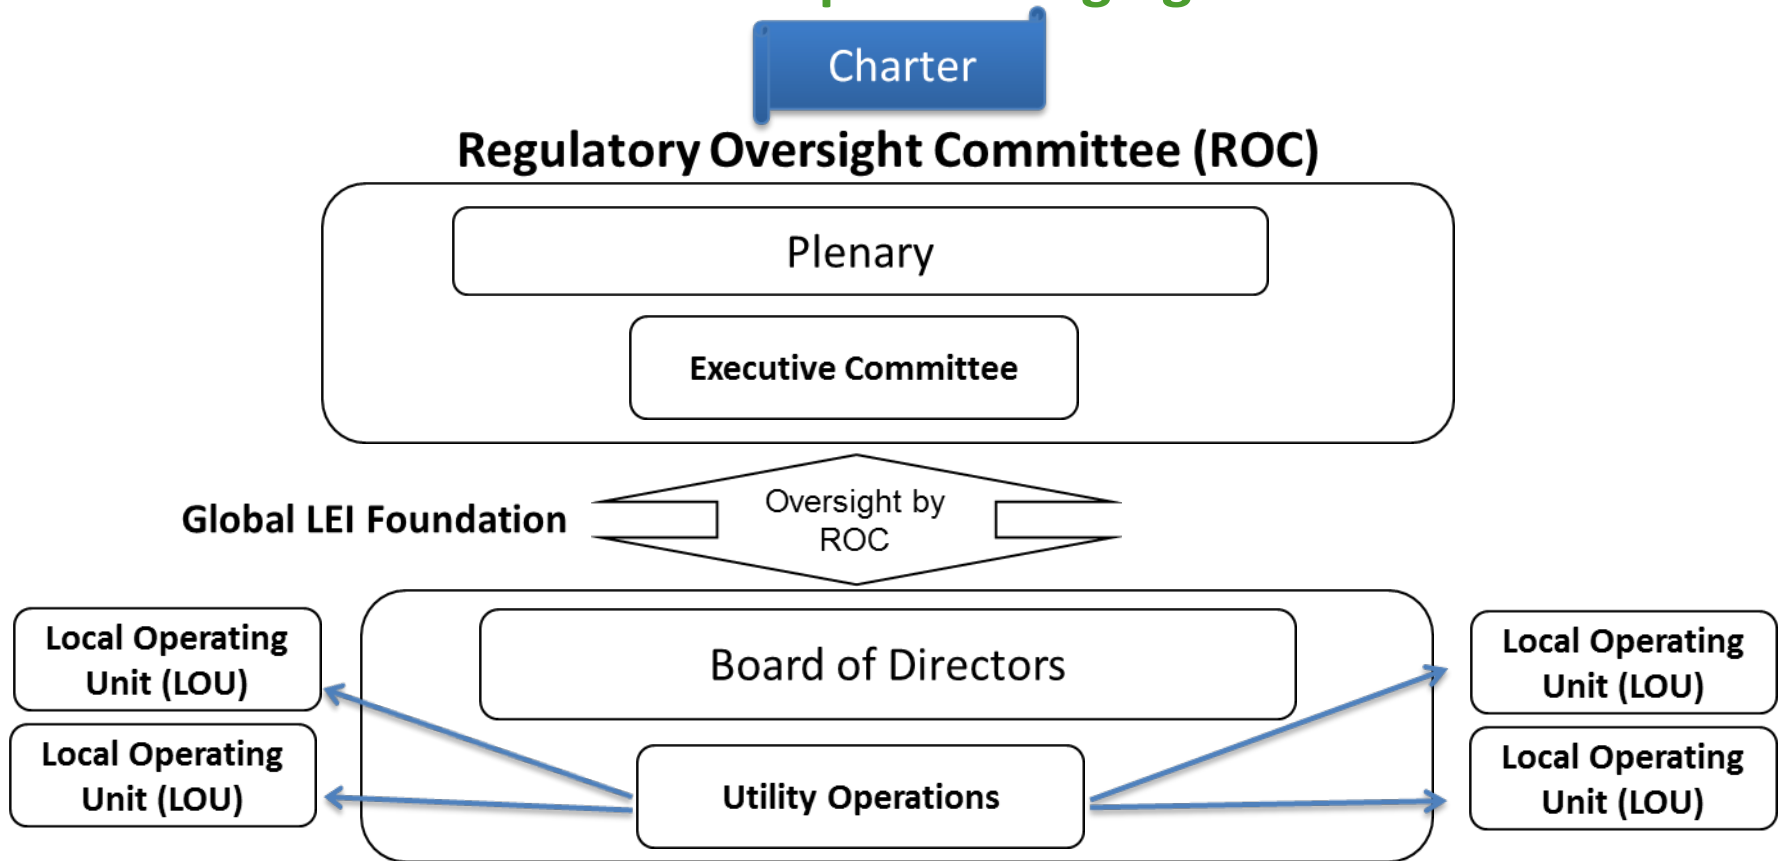 Charter
Regulatory Oversight Committee (ROC)
Plenary
Executive Committee
Oversight by
ROC
Global LEI Foundation
Local Operating
Unit (LOU)
Local Operating
Unit (LOU)
Board of Directors
Utility Operations
Local Operating
Unit (LOU)
Local Operating
Unit (LOU)